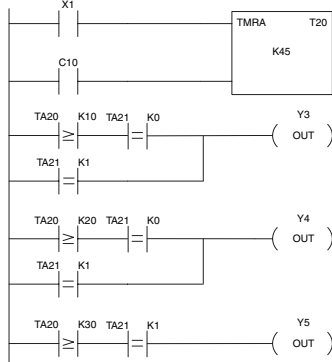 X1
TMRA T20
K45
C10
TA20 K10 TA21 K0 Y3
≥ = OUT
TA21 K1
=
TA20 K20 TA21 K0 Y4
≥ = OUT
TA21 K1
=
TA20 K30 TA21 K1 Y5
≥ = OUT